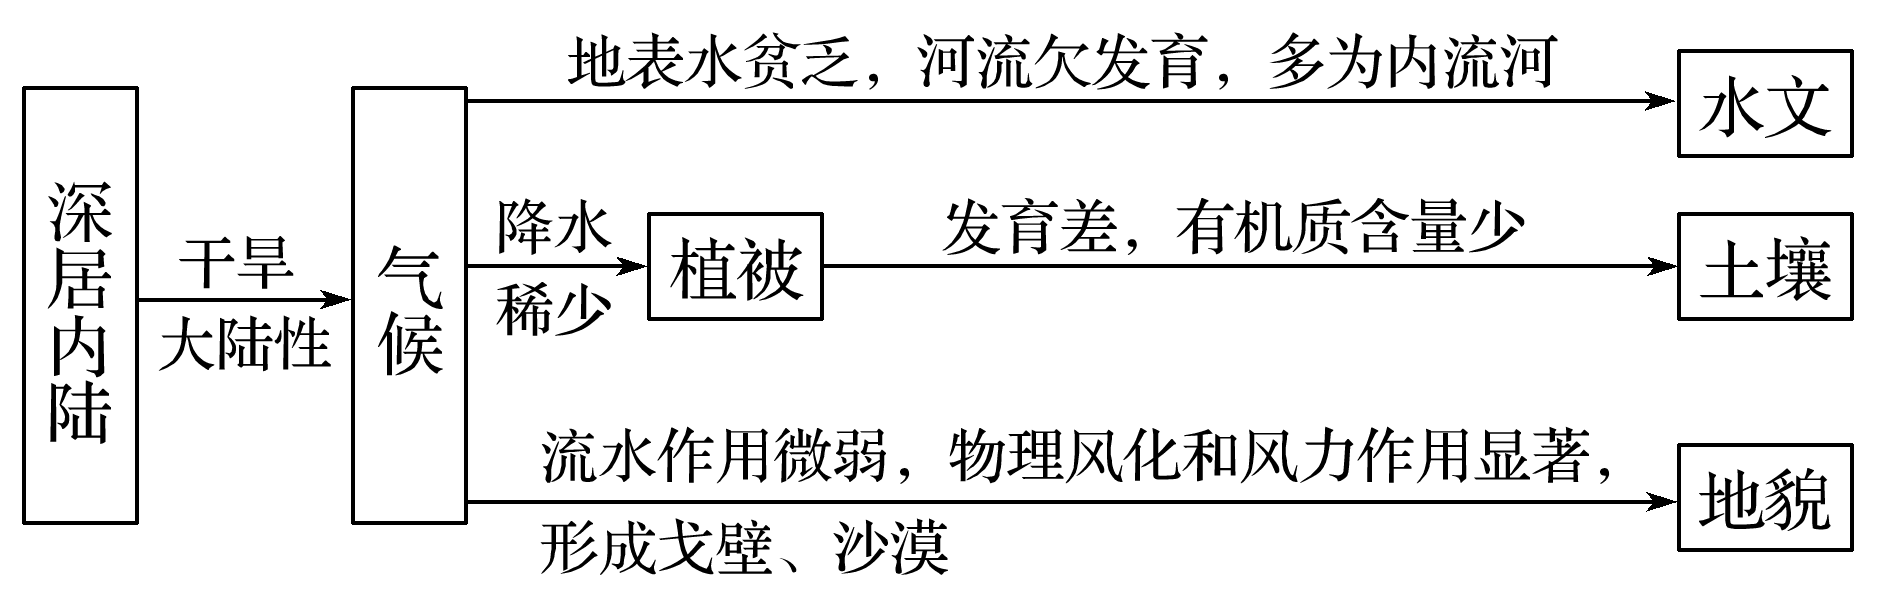 深居内陆
干旱
大陆性
气候
地表水贫乏，河流欠发育，多为内流河
水文
降水
稀少
植被
发育差，有机质含量少
土壤
流水作用微弱，物理风化和风力作用显著，
形成戈壁、沙漠
地貌